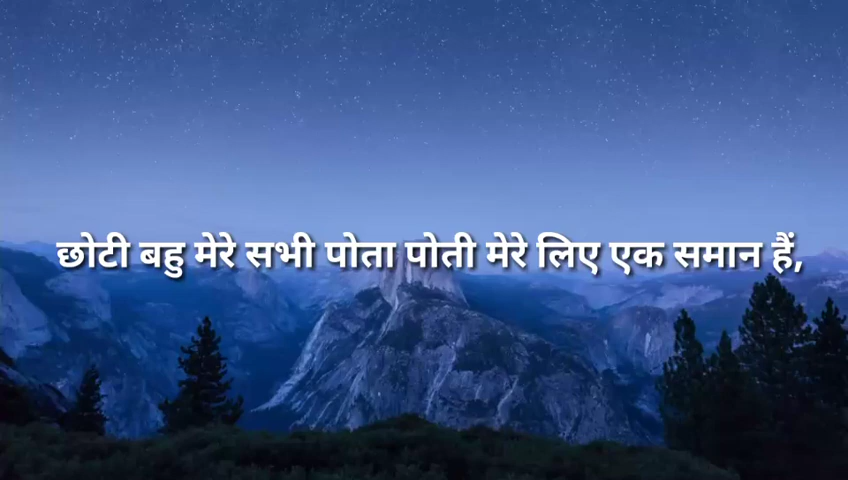 छोटी बहु मेरे सभी पोता पोती मेरे लिए एक समान हैं,